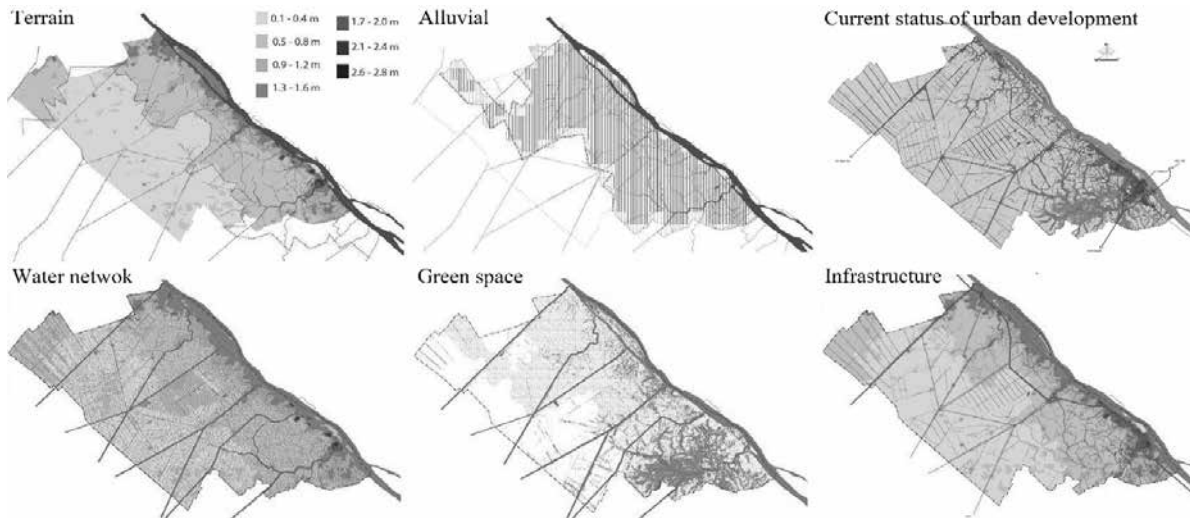 Terrain
0.1 - 0.4 m
1.7 - 2.0 m
0.5 - 0.8 m
2.1 - 2.4 m
0.9 - 1.2 m
2.6 - 2.8 m
1.3 - 1.6 m
Alluvial
Current status of urban development
Water netwok
Green space
Infrastructure